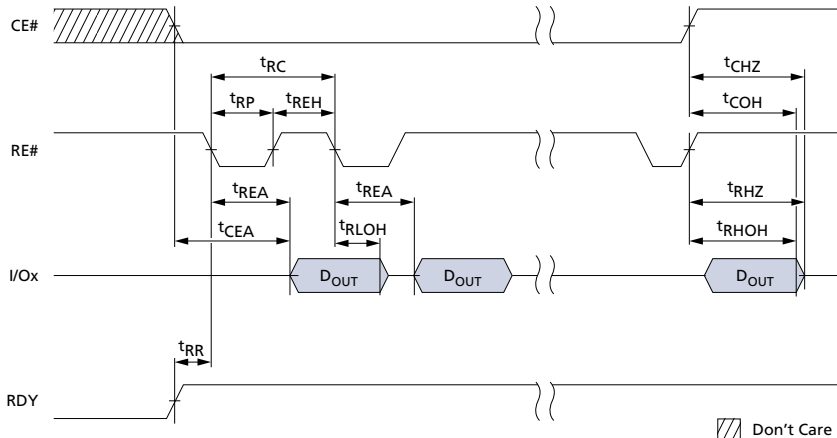 CE#
tRC
tCHZ
tRP
tREH
tCOH
RE#
tREA
tREA
tRHZ
tCEA
tRLOH
tRHOH
I/Ox
DOUT
DOUT
DOUT
tRR
RDY
Don't Care